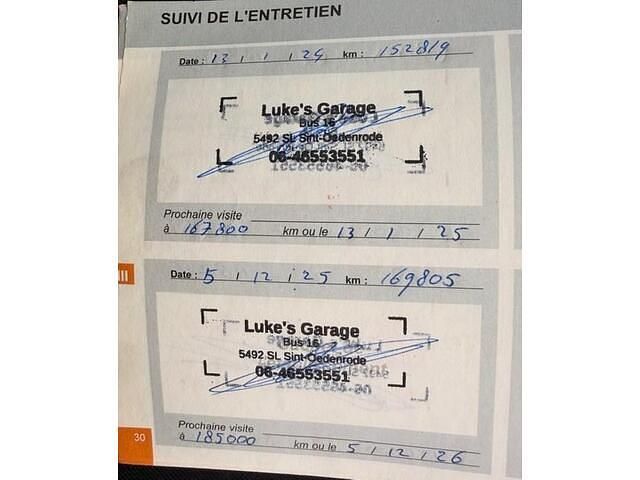 SUIVI DE L'ENTRETIEN
Date : 13 / 1 / 24 km : 152819
Luke's Garage
Bus 16
5492 SL Sint-Oedenrode
06-46553551
Prochaine visite
à 167800 km ou le 13 / 1 / 25
III
Date : 5 / 12 / 25 km : 169805
Luke's Garage
Bus 16
5492 SL Sint-Oedenrode
06-46553551
Prochaine visite
à 185000 km ou le 5 / 12 / 26
30